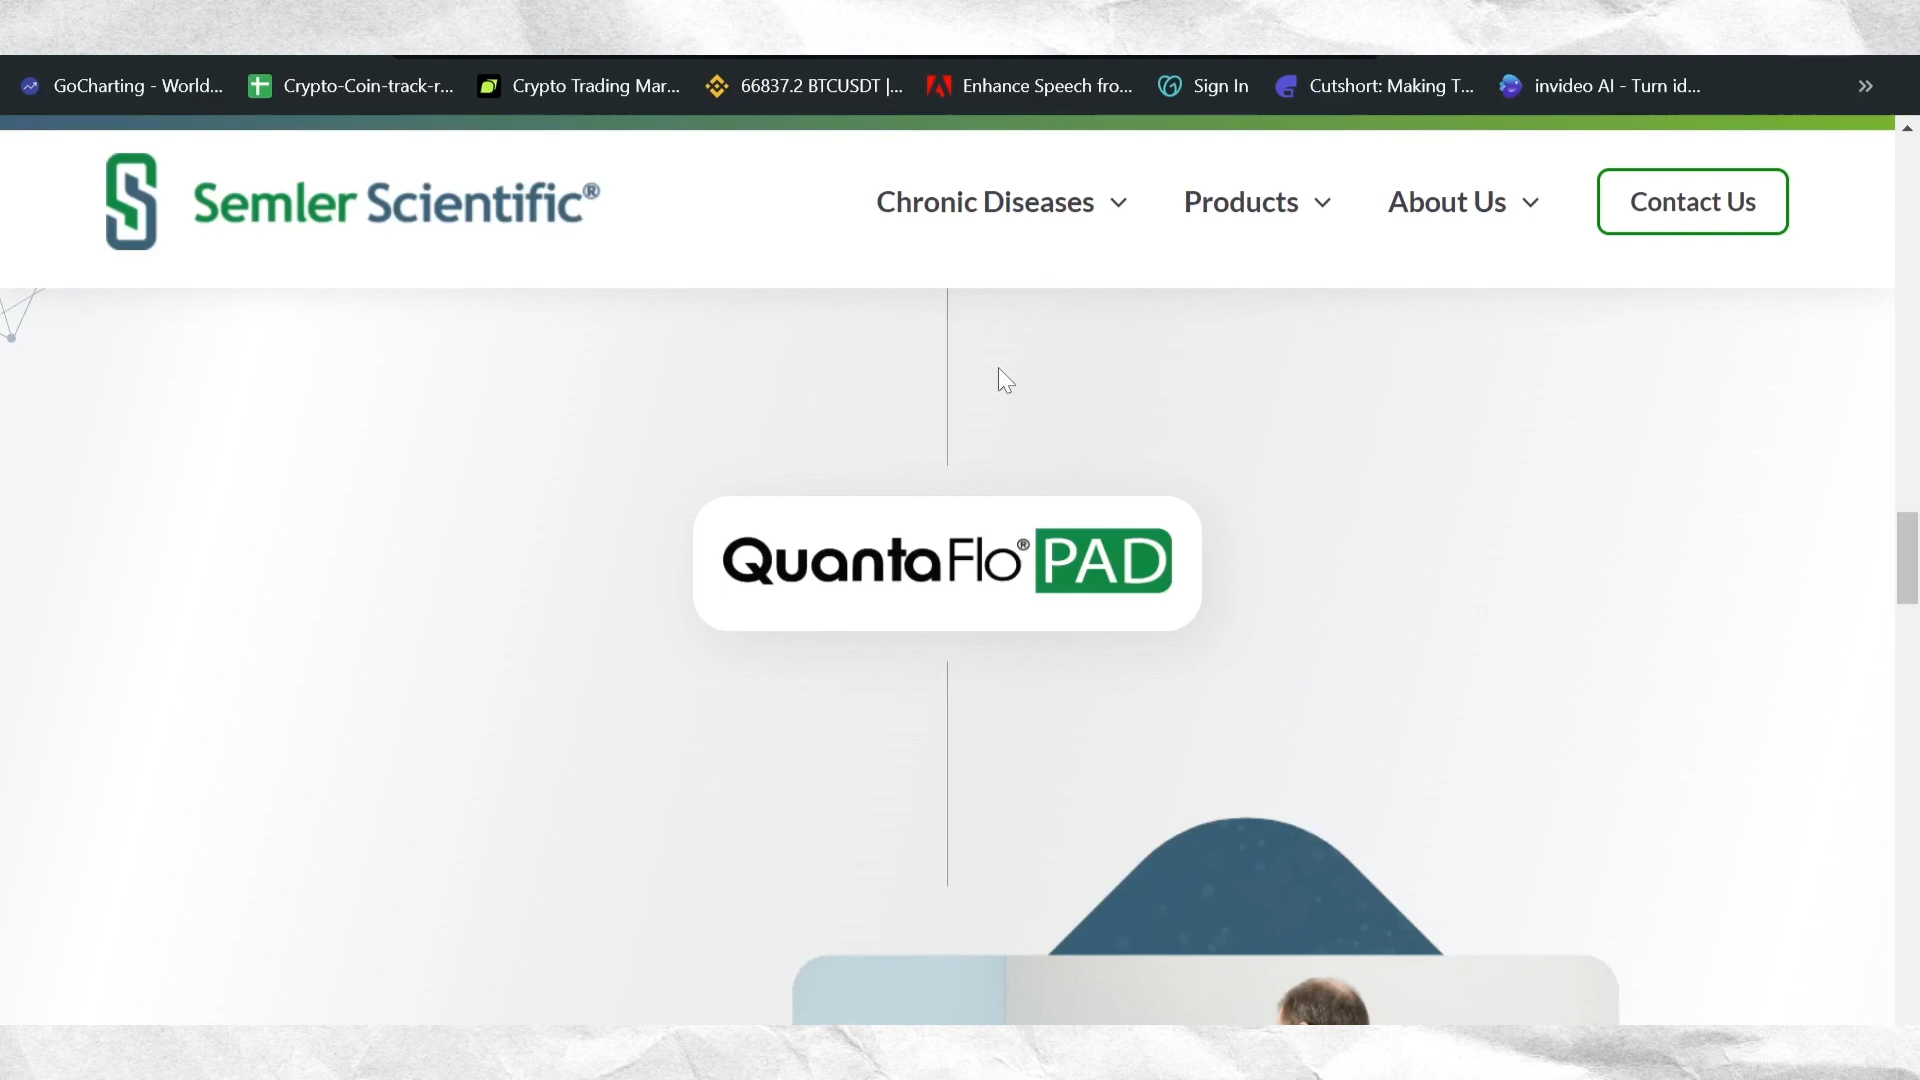 GoCharting - World...
Crypto-Coin-track-r...
Crypto Trading Mar...
66837.2 BTCUSDT |...
Enhance Speech fro...
Sign In
Cutshort: Making T...
invideo AI - Turn id...
»
Semler Scientific®
Chronic Diseases
Products
About Us
Contact Us
QuantaFlo® PAD